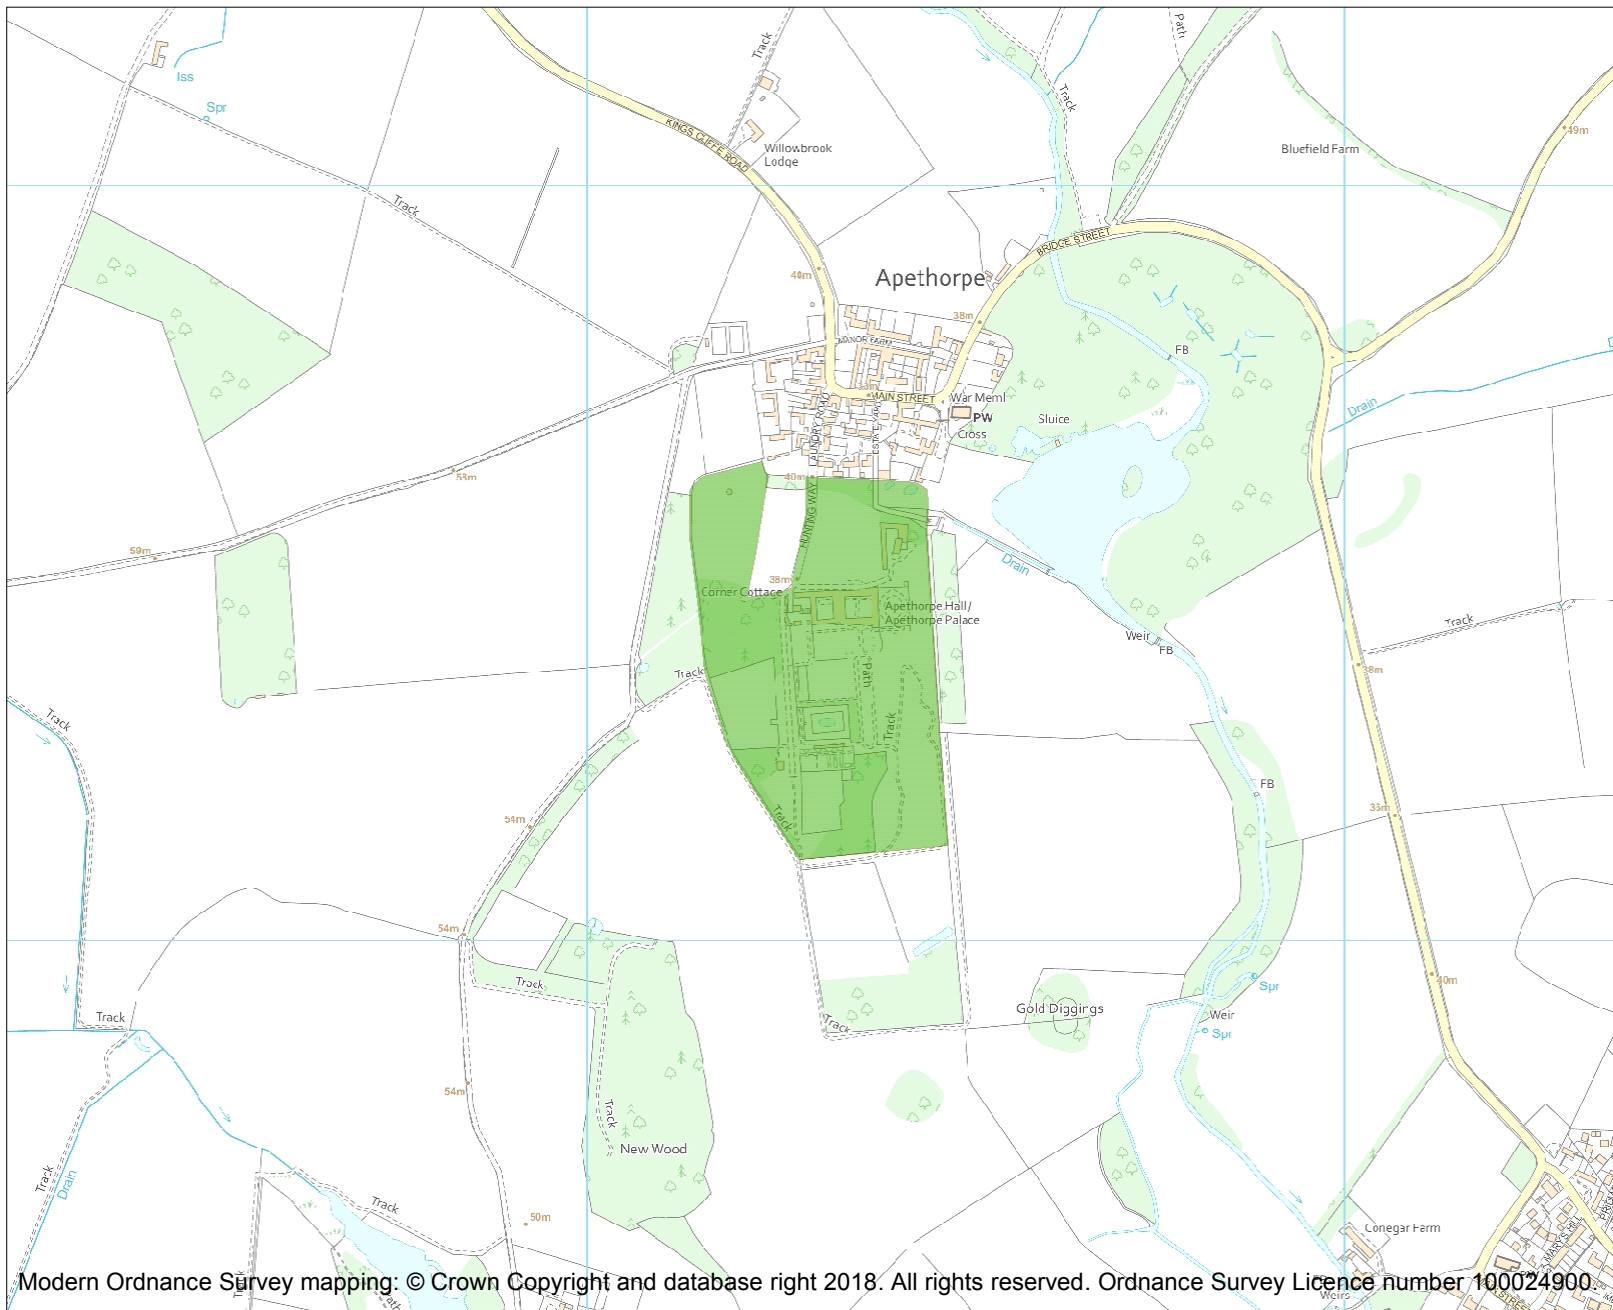 Track
Path
Iss
Spr
Track
49m
KINGS CLIFFE ROAD
Willowbrook
Lodge
Bluefield Farm
Track
BRIDGE STREET
40m
Apethorpe
38m
MANOR FARM
FB
MAIN STREET
War Meml
PW
Cross
Sluice
Drain
LAUNDRY ROAD
53m
40m
HUNTING WAY
59m
Drain
38m
Corner Cottage
Apethorpe Hall/
Apethorpe Palace
Track
Weir
FB
38m
Track
Path
Track
Track
FB
54m
Track
54m
Track
40m
Spr
Gold Diggings
Track
Track
Weir
Spr
54m
Track
New Wood
Track
Drain
Track
50m
Conegar Farm
Track
Weirs
Modern Ordnance Survey mapping: © Crown Copyright and database right 2018. All rights reserved. Ordnance Survey Licence number 100024900.